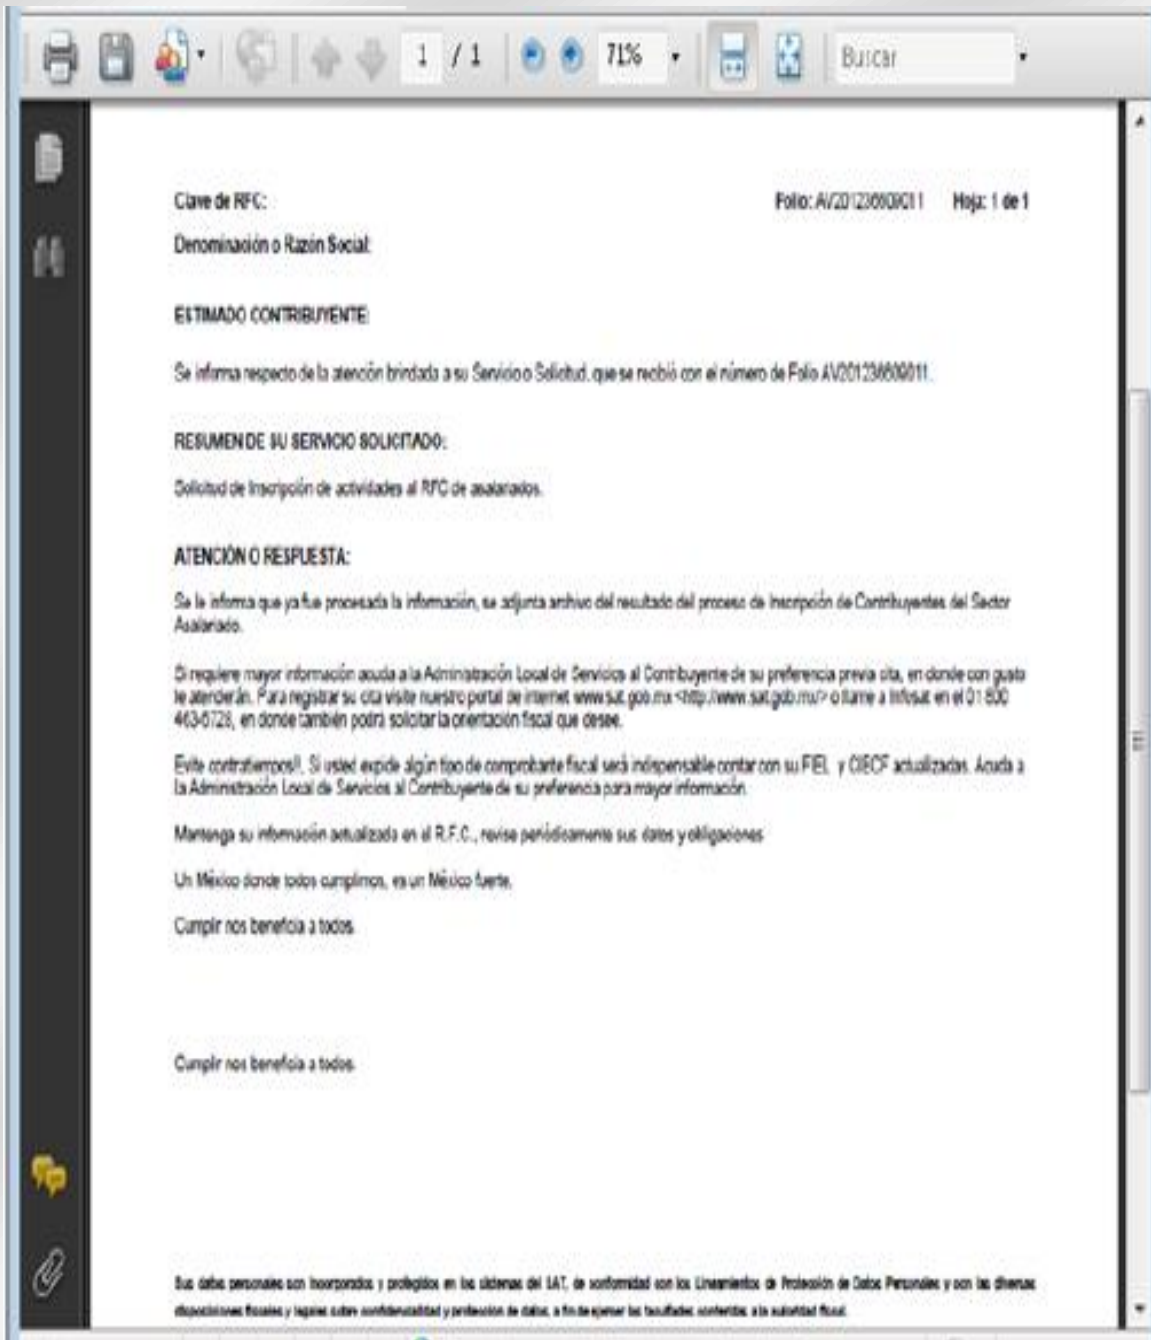 1 / 1 71% Buscar
Clave de RFC: Folio: AV201236609011 Hoja: 1 de 1
Denominación o Razón Social:
ESTIMADO CONTRIBUYENTE:
Se informa respecto de la atención brindada a su Servicio o Solicitud, que se recibió con el número de Folio AV201236609011.
RESUMEN DE SU SERVICIO SOLICITADO:
Solicitud de Inscripción de actividades al RFC de asalariados.
ATENCIÓN O RESPUESTA:
Se le informa que ya fue procesada la información, se adjunta archivo del resultado del proceso de Inscripción de Contribuyentes del Sector
Asalariado.
Si requiere mayor información acuda a la Administración Local de Servicios al Contribuyente de su preferencia previa cita, en donde con gusto
le atenderán. Para registrar su cita visite nuestro portal de internet www.sat.gob.mx <http://www.sat.gob.mx/> o llame a Infosat en el 01 800
463-6728, en donde también podrá solicitar la orientación fiscal que desee.
Evite contratiempos!!, Si usted expide algún tipo de comprobante fiscal será indispensable contar con su FIEL y CIECF actualizadas. Acuda a
la Administración Local de Servicios al Contribuyente de su preferencia para mayor información.
Mantenga su información actualizada en el R.F.C., revise periódicamente sus datos y obligaciones
Un México donde todos cumplimos, es un México fuerte.
Cumplir nos beneficia a todos.
Cumplir nos beneficia a todos.
Sus datos personales son incorporados y protegidos en los sistemas del SAT, de conformidad con los Lineamientos de Protección de Datos Personales y con las diversas
disposiciones fiscales y legales sobre confidencialidad y protección de datos, a fin de ejercer las facultades conferidas a la autoridad fiscal.